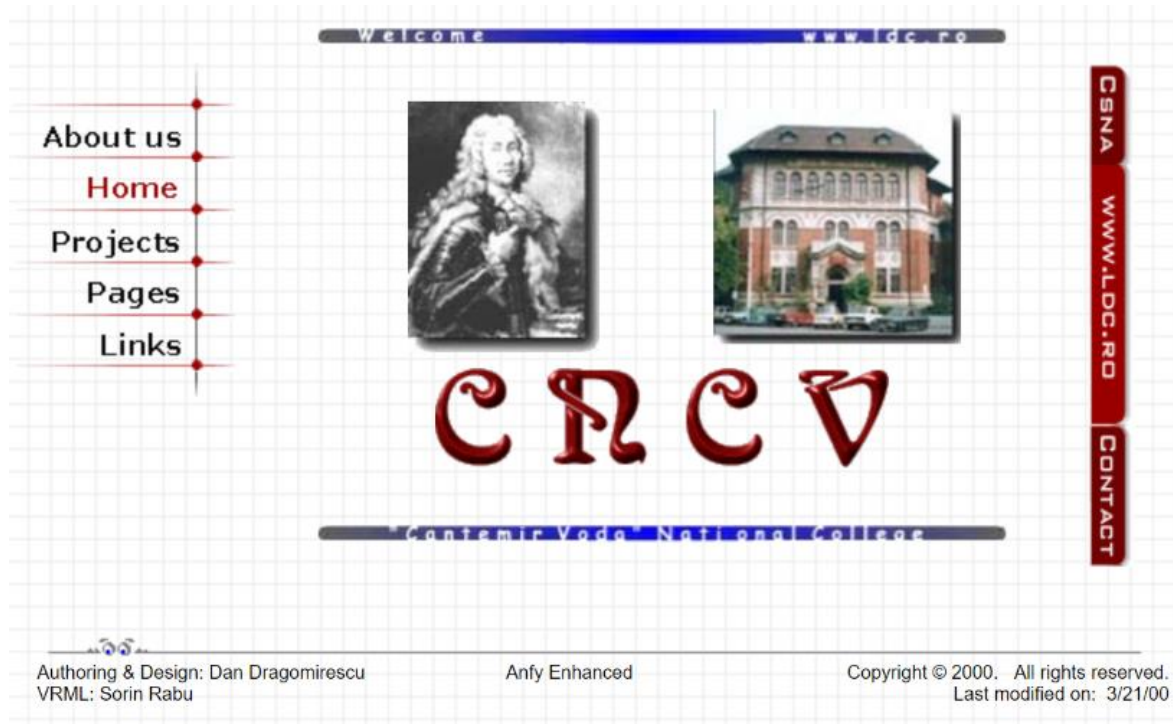 Welcome www.ldc.ro
About us
Home
Projects
Pages
Links
CNCV
CSNA
WWW.LDC.RO
CONTACT
"Cantemir Voda" National College
Authoring & Design: Dan Dragomirescu
VRML: Sorin Rabu
Anfy Enhanced
Copyright © 2000. All rights reserved.
Last modified on: 3/21/00